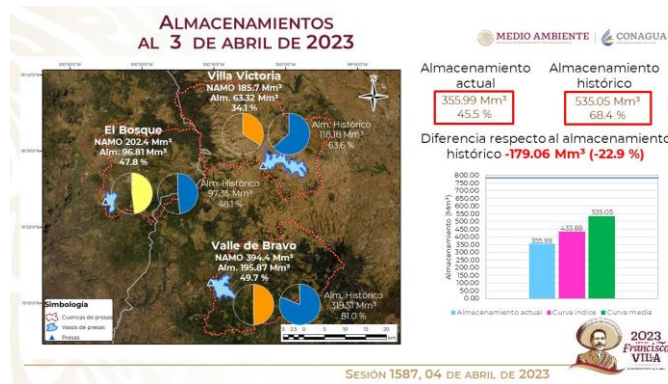 ALMACENAMIENTOS
AL 3 DE ABRIL DE 2023
MEDIO AMBIENTE
CONAGUA
Villa Victoria
NAMO 185.7 Mm³
Alm. 63.32 Mm³
34.1 %
Alm. Histórico
118.18 Mm³
63.6 %
El Bosque
NAMO 202.4 Mm³
Alm. 96.81 Mm³
47.8 %
Alm. Histórico
97.35 Mm³
48.1 %
Valle de Bravo
NAMO 394.4 Mm³
Alm. 195.87 Mm³
49.7 %
Alm. Histórico
319.51 Mm³
81.0 %
Simbología
Cuencas de presas
Vasos de presas
Presas
Almacenamiento
actual
355.99 Mm³
45.5 %
Almacenamiento
histórico
535.05 Mm³
68.4 %
Diferencia respecto al almacenamiento
histórico -179.06 Mm³ (-22.9 %)
Almacenamiento (Mm³)
800.00
750.00
700.00
650.00
600.00
550.00
500.00
450.00
400.00
350.00
300.00
250.00
200.00
150.00
100.00
50.00
0.00
355.99
433.88
535.05
Almacenamiento actual
Curva índice
Curva media
2023
Francisco
VILLA
SESIÓN 1587, 04 DE ABRIL DE 2023